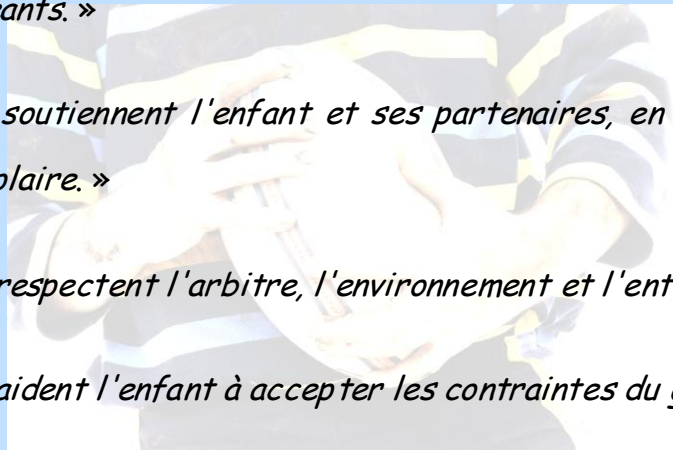 ants. »
soutiennent l'enfant et ses partenaires, en
plaire. »
respectent l'arbitre, l'environnement et l'ent
aident l'enfant à accepter les contraintes du g